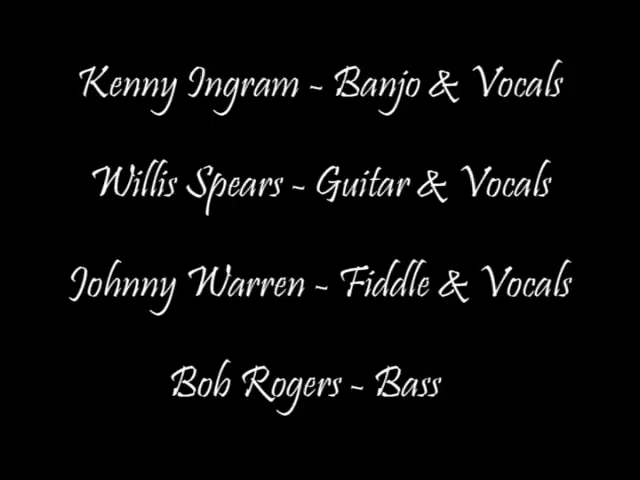 Kenny Ingram - Banjo & Vocals
Willis Spears - Guitar & Vocals
Johnny Warren - Fiddle & Vocals
Bob Rogers - Bass